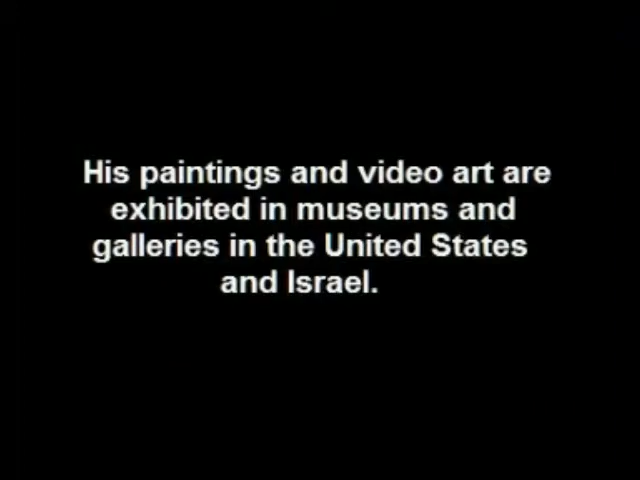 His paintings and video art are
exhibited in museums and
galleries in the United States
and Israel.